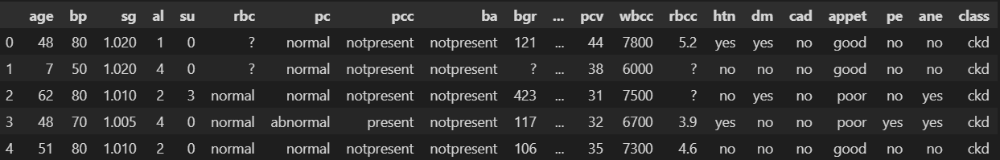 age bp sg al su rbc pc pcc ba bgr ... pcv wbcc rbcc htn dm cad appet pe ane class
0 48 80 1.020 1 0 ? normal notpresent notpresent 121 ... 44 7800 5.2 yes yes no good no no ckd
1 7 50 1.020 4 0 ? normal notpresent notpresent ? ... 38 6000 ? no no no good no no ckd
2 62 80 1.010 2 3 normal normal notpresent notpresent 423 ... 31 7500 ? no yes no poor no yes ckd
3 48 70 1.005 4 0 normal abnormal present notpresent 117 ... 32 6700 3.9 yes no no poor yes yes ckd
4 51 80 1.010 2 0 normal normal notpresent notpresent 106 ... 35 7300 4.6 no no no good no no ckd